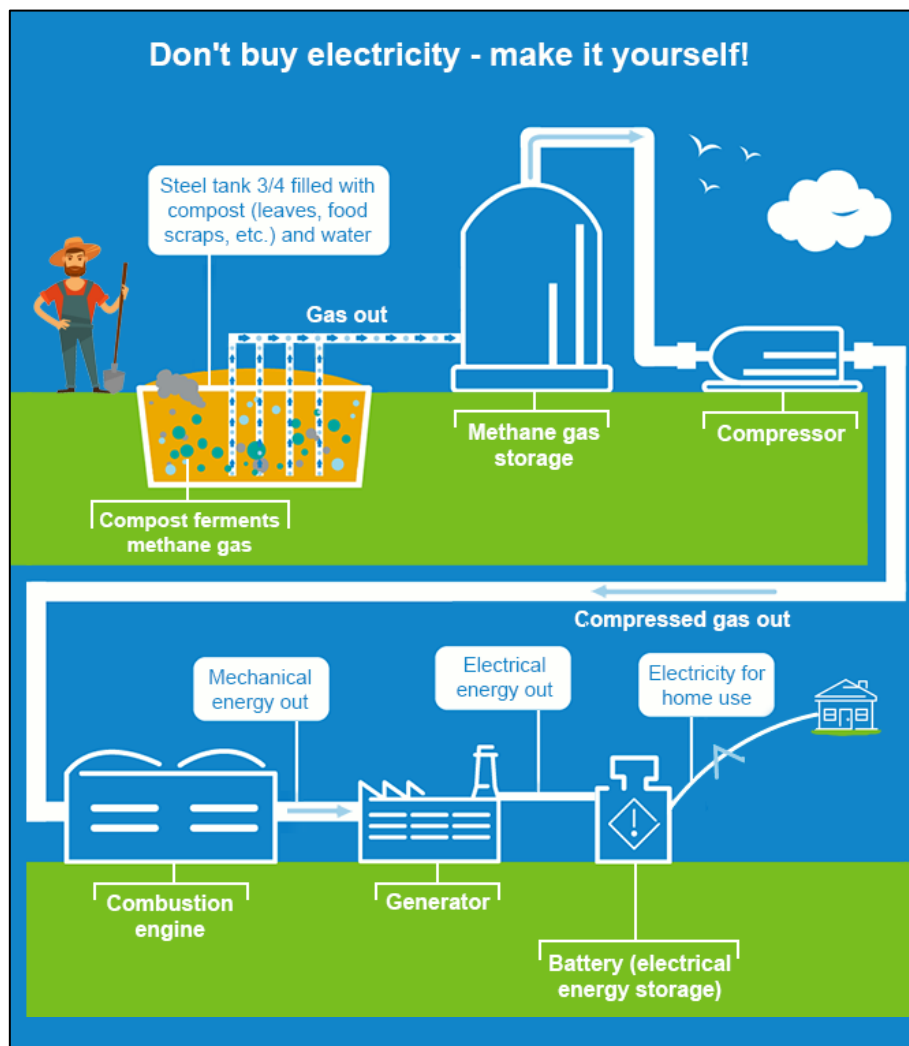 Don't buy electricity - make it yourself!
Steel tank 3/4 filled with
compost (leaves, food
scraps, etc.) and water
Gas out
Methane gas
storage
Compressor
Compost ferments
methane gas
Compressed gas out
Mechanical
energy out
Electrical
energy out
Electricity for
home use
Combustion
engine
Generator
Battery (electrical
energy storage)